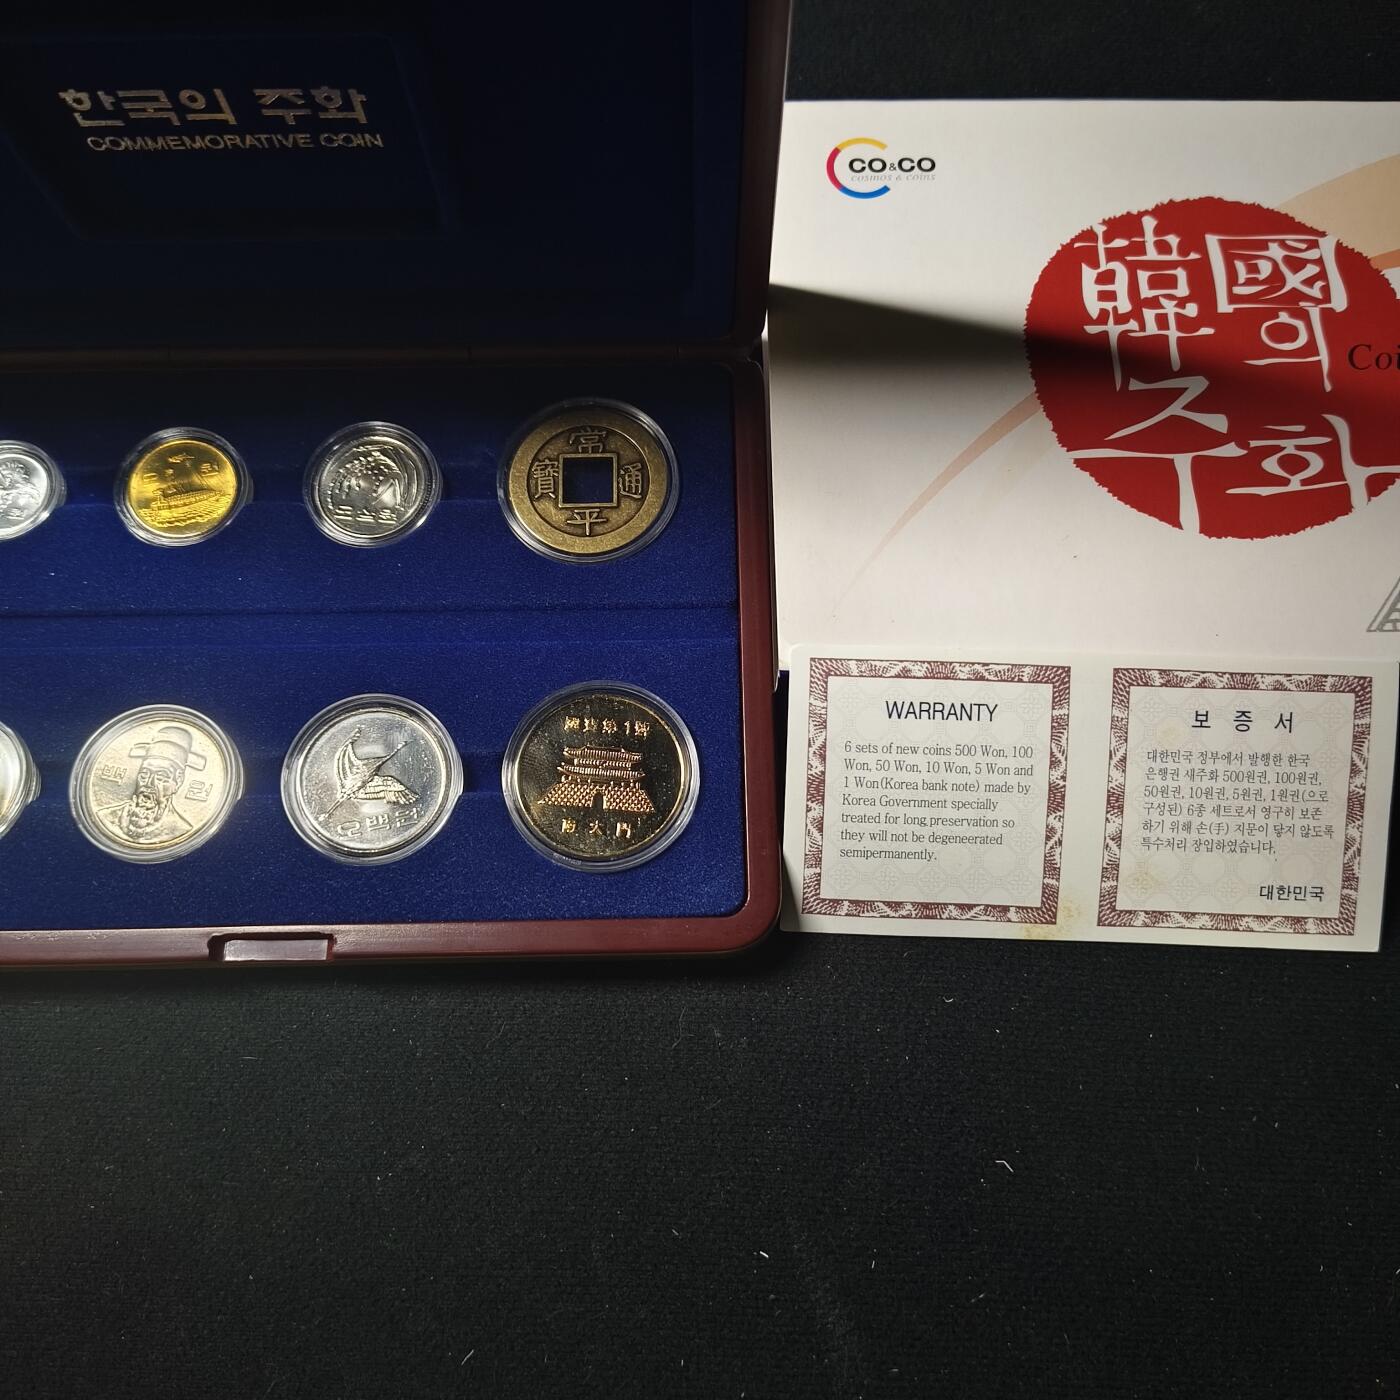 한국의 주화
COMMEMORATIVE COIN
CO&CO
cosmos & coins
韓國의
주화
常
寶 通
平
백 원
오백원
南大門
WARRANTY
6 sets of new coins 500 Won, 100
Won, 50 Won, 10 Won, 5 Won and
1 Won(Korea bank note) made by
Korea Government specially
treated for long preservation so
they will not be degeneerated
semipermanently.
보 증 서
대한민국 정부에서 발행한 한국
은행권 새주화 500원권, 100원권,
50원권, 10원권, 5원권, 1원권(으로
구성된) 6종 세트로서 영구히 보존
하기 위해 손(手) 지문이 닿지 않도록
특수처리 장입하였습니다.
대한민국